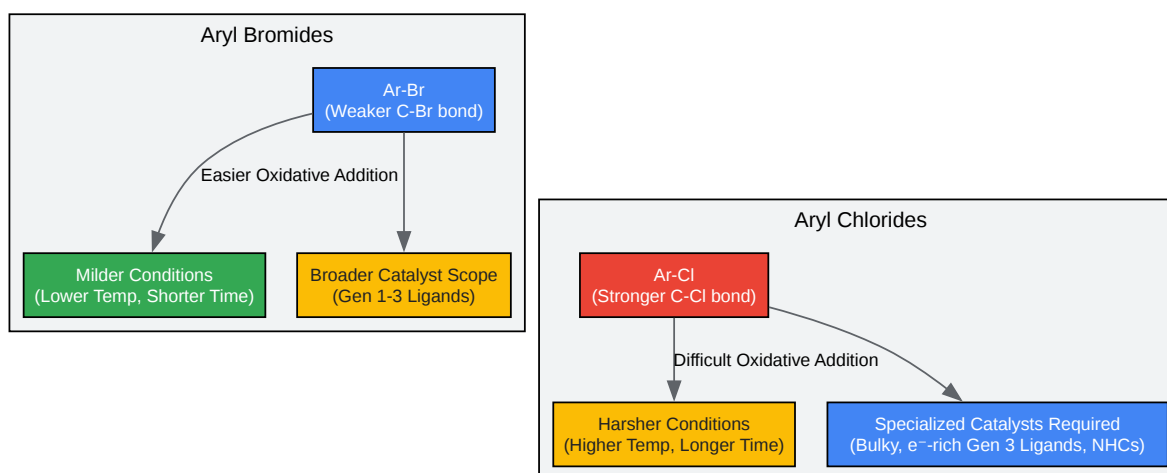 Aryl Bromides
Ar-Br
(Weaker C-Br bond)
Easier Oxidative Addition
Milder Conditions
(Lower Temp, Shorter Time)
Broader Catalyst Scope
(Gen 1-3 Ligands)
Aryl Chlorides
Ar-Cl
(Stronger C-Cl bond)
Difficult Oxidative Addition
Harsher Conditions
(Higher Temp, Longer Time)
Specialized Catalysts Required
(Bulky, e⁻-rich Gen 3 Ligands, NHCs)